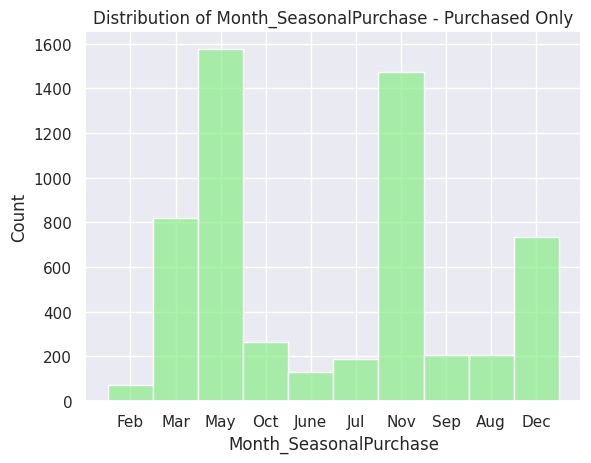 Distribution of Month_SeasonalPurchase - Purchased Only
1600
1400
1200
1000
800
600
400
200
0
Count
Feb Mar May Oct June Jul Nov Sep Aug Dec
Month_SeasonalPurchase